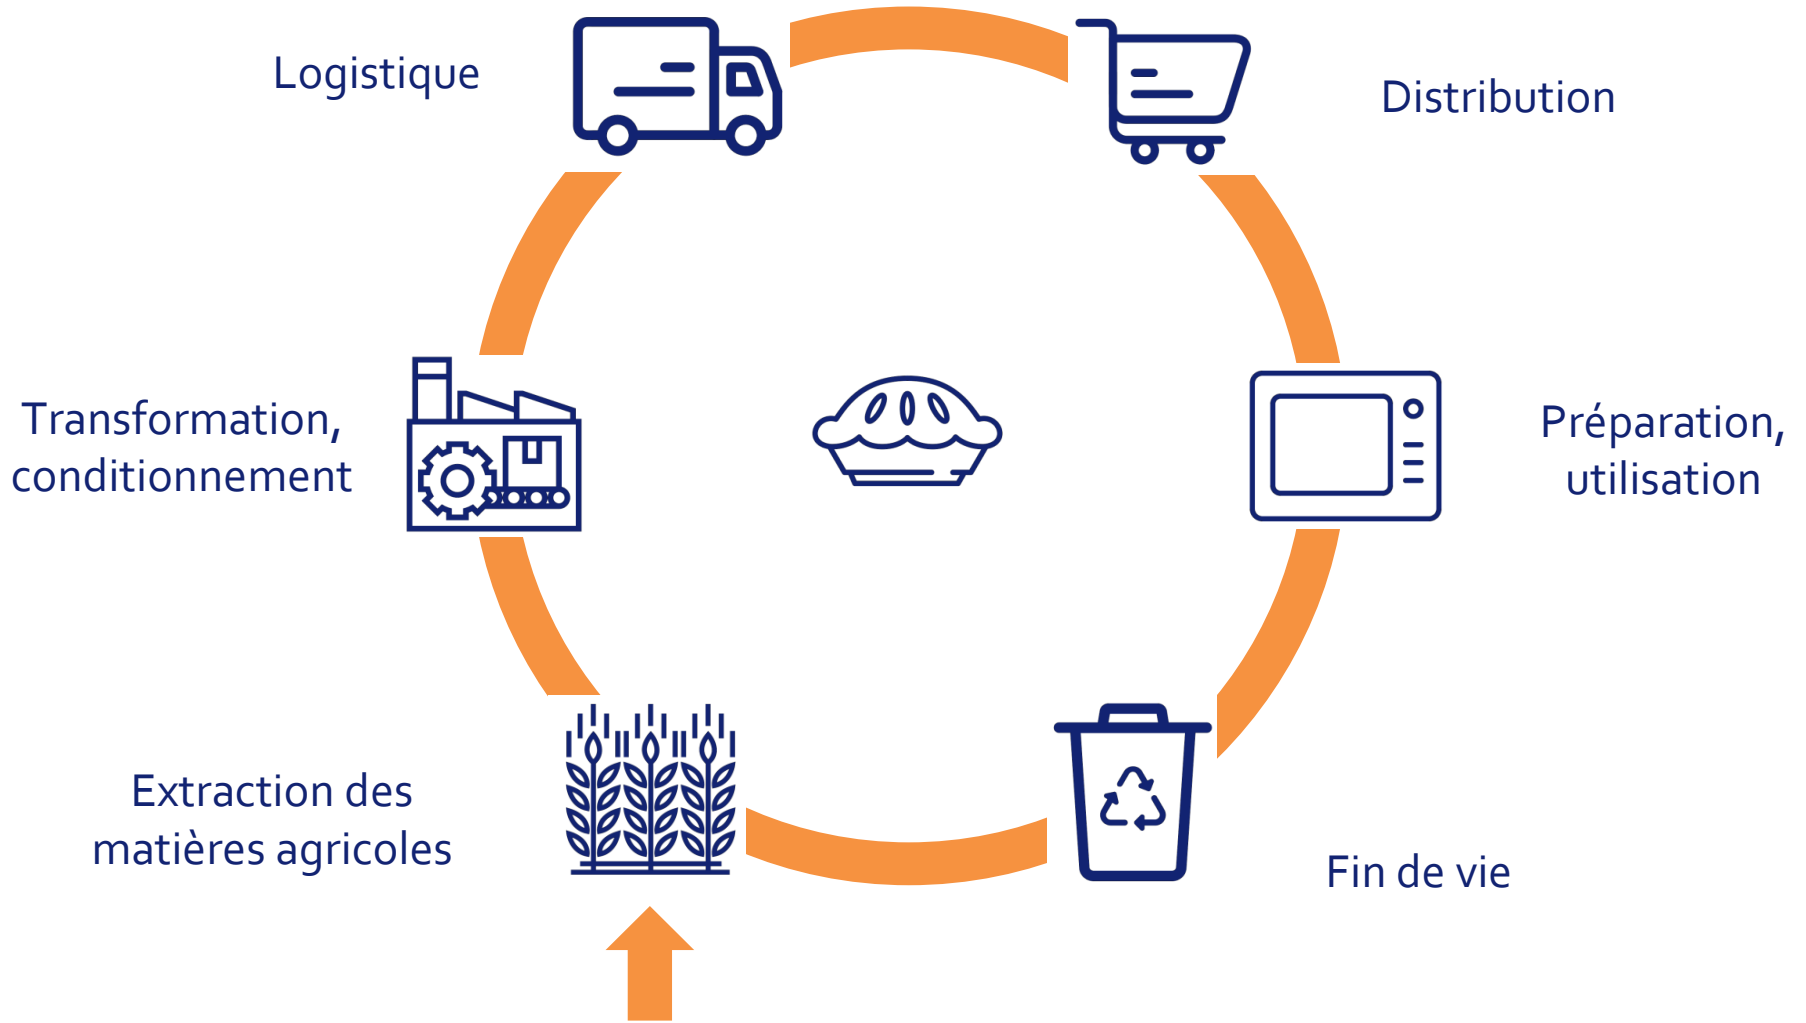 Logistique
Distribution
Transformation,
conditionnement
Préparation,
utilisation
Extraction des
matières agricoles
Fin de vie